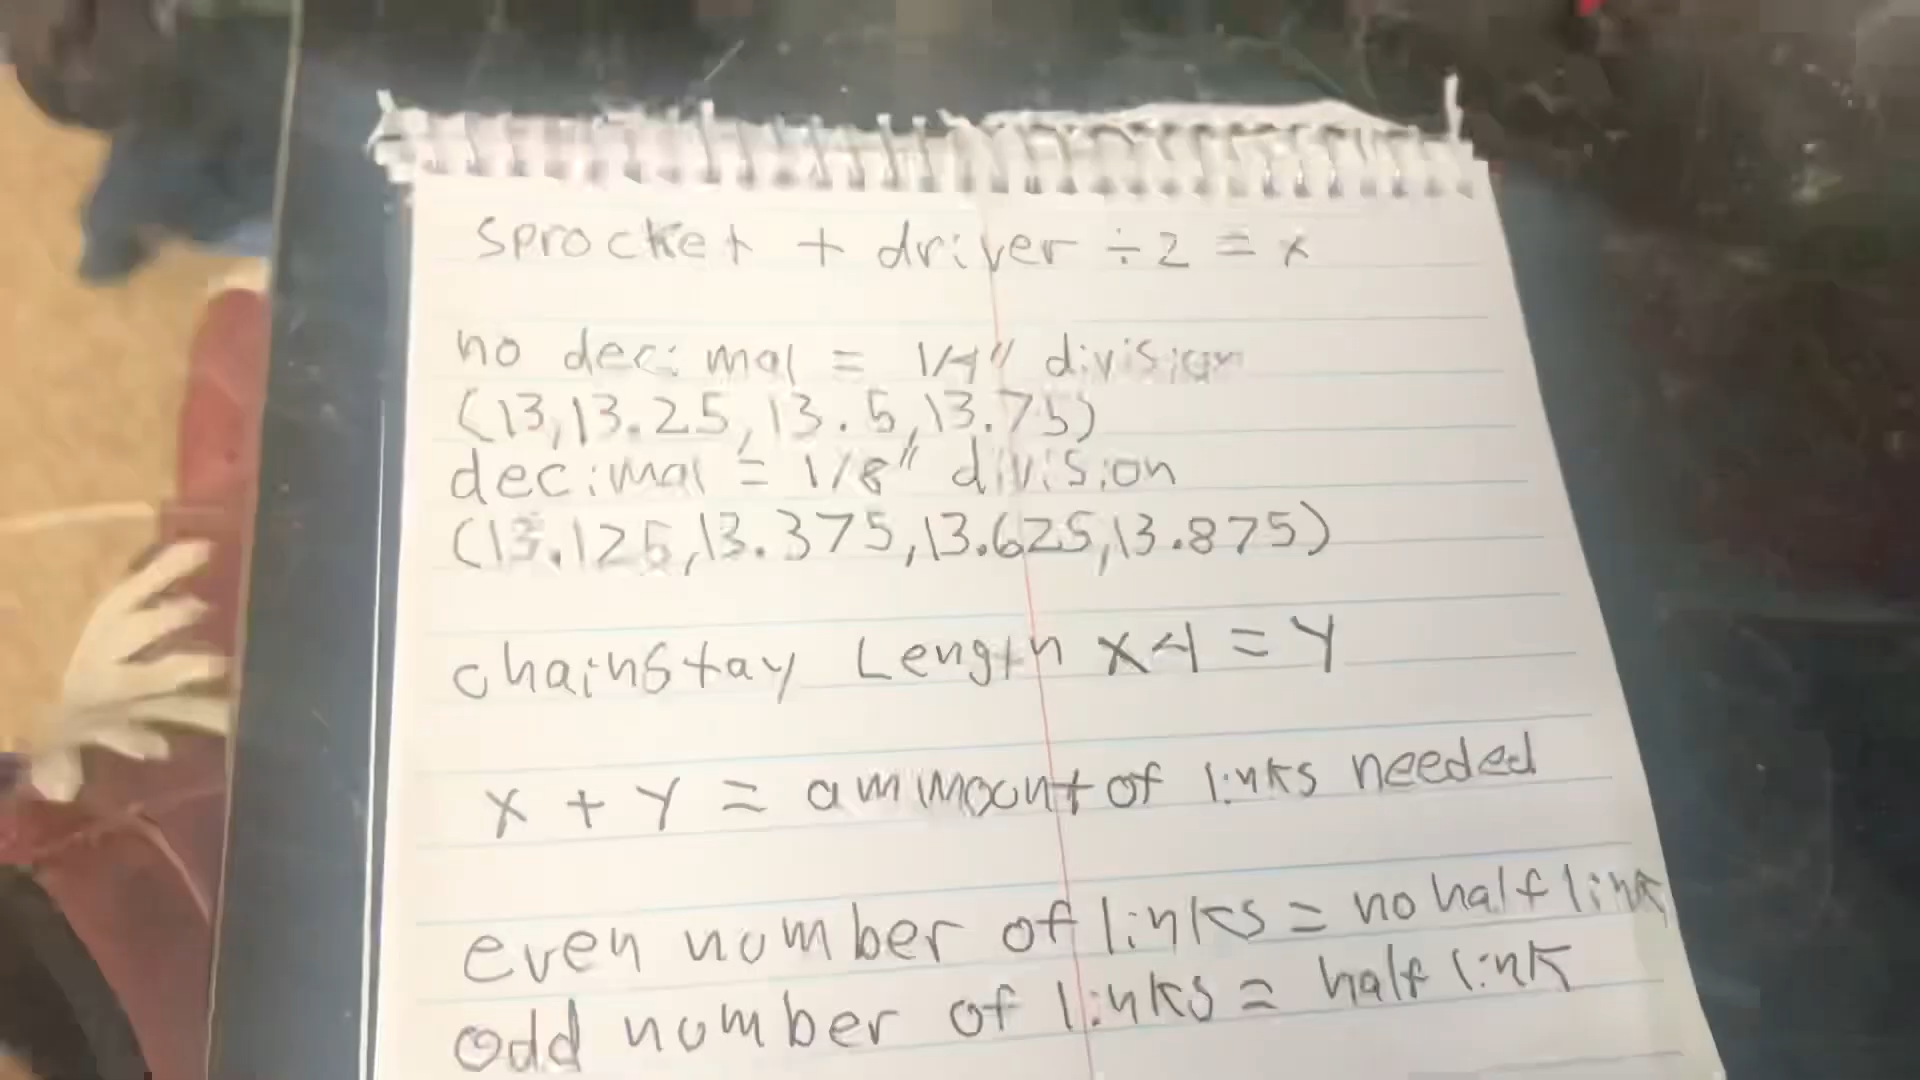 sprocket + driver ÷ 2 = x
no decimal = 1/4" division
(13,13.25,13.5,13.75)
decimal = 1/8" division
(13.125,13.375,13.625,13.875)
chainstay Length x4 = Y
x + Y = ammount of links needed
even number of links = no half link
odd number of links = half link